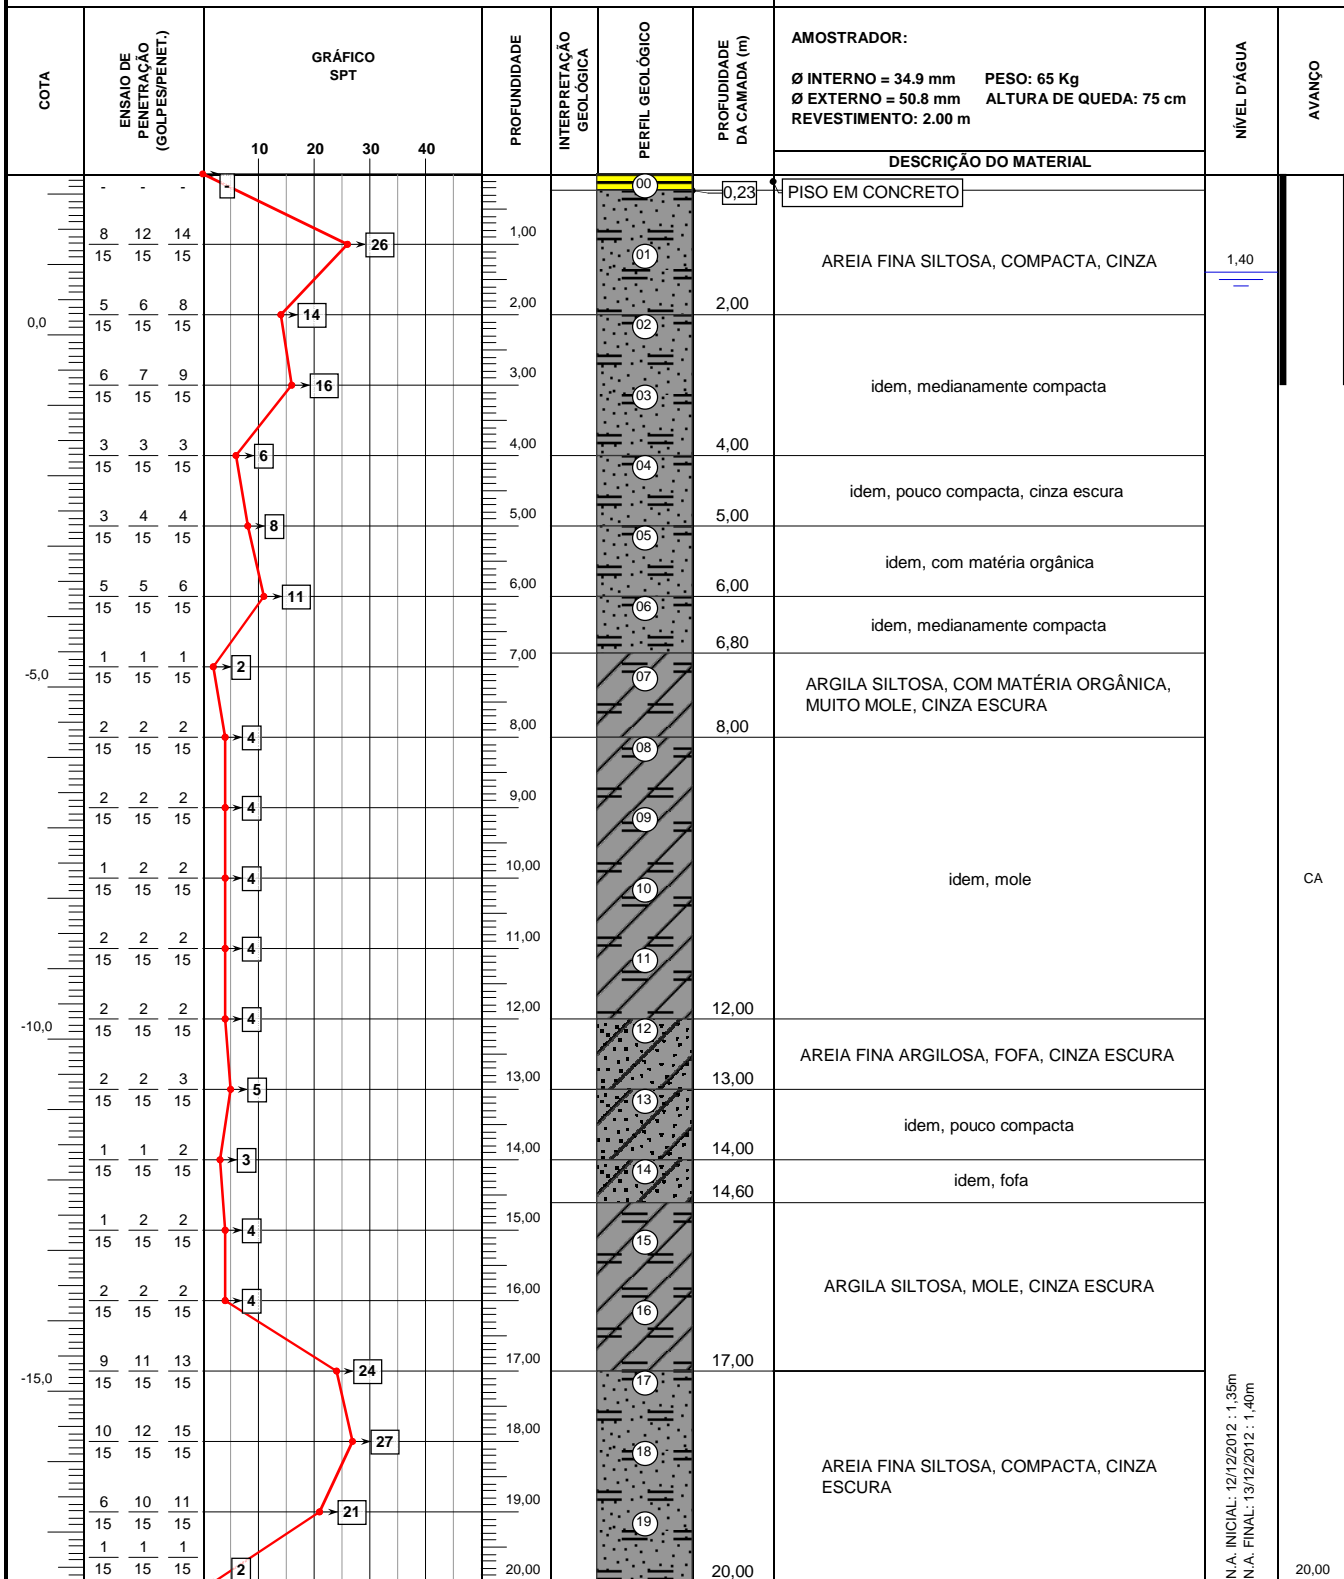 COTA
ENSAIO DE
PENETRAÇÃO
(GOLPES/PENET.)
GRÁFICO
SPT
10 20 30 40
PROFUNDIDADE
INTERPRETAÇÃO
GEOLÓGICA
PERFIL GEOLÓGICO
PROFUDIDADE
DA CAMADA (m)
AMOSTRADOR:
Ø INTERNO = 34.9 mm PESO: 65 Kg
Ø EXTERNO = 50.8 mm ALTURA DE QUEDA: 75 cm
REVESTIMENTO: 2.00 m
DESCRIÇÃO DO MATERIAL
NÍVEL D'ÁGUA
AVANÇO
- - - - 00 0,23 PISO EM CONCRETO
8 12 14 26 1,00
15 15 15
01 AREIA FINA SILTOSA, COMPACTA, CINZA 1,40
5 6 8 14 2,00 2,00
15 15 15
0,0 02
6 7 9 16 3,00 idem, medianamente compacta
15 15 15
03
3 3 3 6 4,00 4,00
15 15 15
04
idem, pouco compacta, cinza escura
3 4 4 8 5,00 5,00
15 15 15
05
idem, com matéria orgânica
5 5 6 11 6,00 6,00
15 15 15
06
idem, medianamente compacta
6,80
1 1 1 2 7,00
15 15 15
-5,0 07
ARGILA SILTOSA, COM MATÉRIA ORGÂNICA,
MUITO MOLE, CINZA ESCURA
2 2 2 4 8,00 8,00
15 15 15
08
2 2 2 4 9,00
15 15 15
09
1 2 2 4 10,00
15 15 15
10 idem, mole CA
2 2 2 4 11,00
15 15 15
11
2 2 2 4 12,00 12,00
15 15 15
-10,0 12
AREIA FINA ARGILOSA, FOFA, CINZA ESCURA
2 2 3 5 13,00 13,00
15 15 15
13
idem, pouco compacta
1 1 2 3 14,00 14,00
15 15 15
14 idem, fofa
14,60
1 2 2 4 15,00
15 15 15
15
ARGILA SILTOSA, MOLE, CINZA ESCURA
2 2 2 4 16,00
15 15 15
16
9 11 13 24 17,00 17,00
15 15 15
-15,0 17
10 12 15 27 18,00
15 15 15
18
AREIA FINA SILTOSA, COMPACTA, CINZA
ESCURA
6 10 11 21 19,00
15 15 15
19
1 1 1 2 20,00 20,00 20,00
15 15 15
N.A. INICIAL: 12/12/2012 : 1,35m
N.A. FINAL: 13/12/2012 : 1,40m